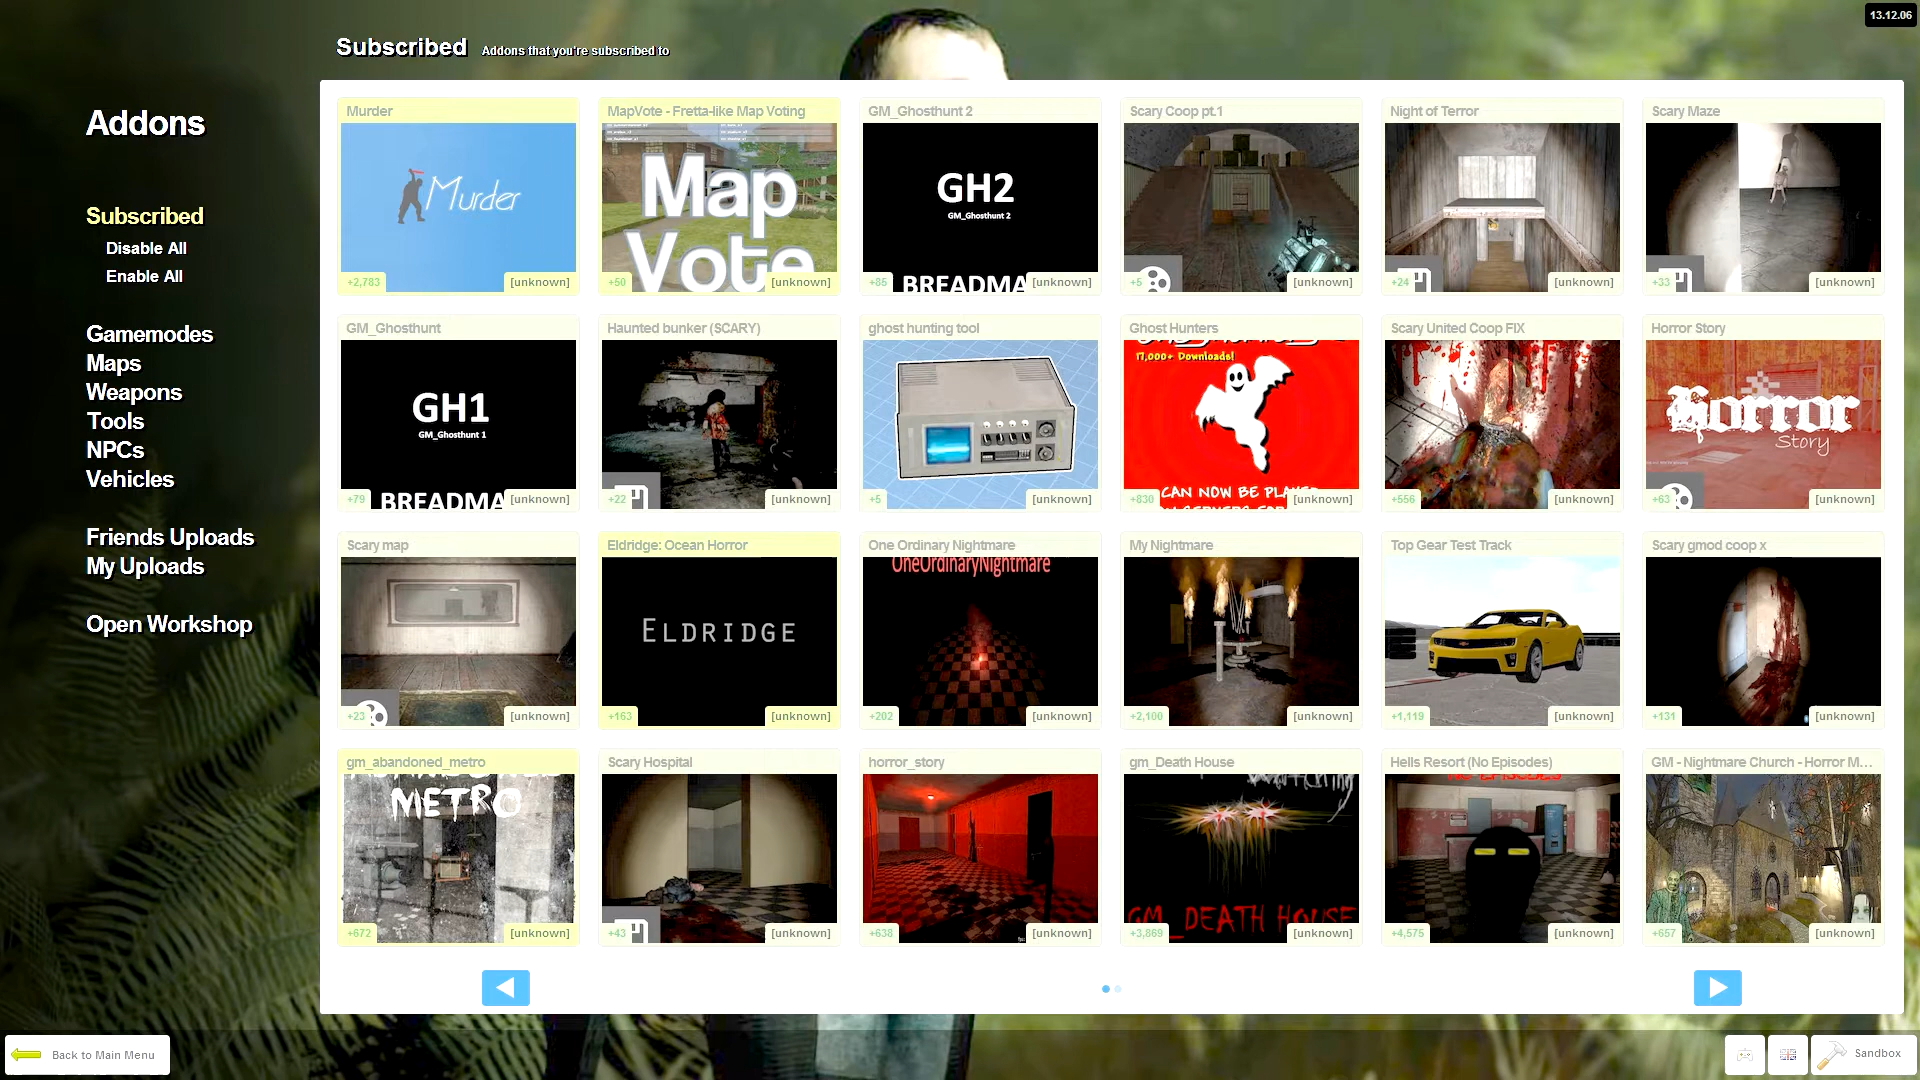 13.12.06
Subscribed Addons that you're subscribed to
Addons
Subscribed
Disable All
Enable All
Gamemodes
Maps
Weapons
Tools
NPCs
Vehicles
Friends Uploads
My Uploads
Open Workshop
Murder
Murder
+2,783 [unknown]
MapVote - Fretta-like Map Voting
Map
Vote
+50 [unknown]
GM_Ghosthunt 2
GH2
GM_Ghosthunt 2
BREADMA
+85 [unknown]
Scary Coop pt.1
+5 [unknown]
Night of Terror
+24 [unknown]
Scary Maze
+33 [unknown]
GM_Ghosthunt
GH1
GM_Ghosthunt 1
BREADMA
+79 [unknown]
Haunted bunker (SCARY)
+22 [unknown]
ghost hunting tool
+5 [unknown]
Ghost Hunters
17,000+ Downloads!
CAN NOW BE PLAYED
+830 [unknown]
Scary United Coop FIX
+556 [unknown]
Horror Story
Horror
Story
+63 [unknown]
Scary map
+23 [unknown]
Eldridge: Ocean Horror
ELDRIDGE
+163 [unknown]
One Ordinary Nightmare
OneOrdinaryNightmare
+202 [unknown]
My Nightmare
+2,100 [unknown]
Top Gear Test Track
+1,119 [unknown]
Scary gmod coop x
+131 [unknown]
gm_abandoned_metro
METRO
+672 [unknown]
Scary Hospital
+43 [unknown]
horror_story
+638 [unknown]
gm_Death House
GM_DEATH HOUSE
+3,869 [unknown]
Hells Resort (No Episodes)
NO EPISODES
+4,575 [unknown]
GM - Nightmare Church - Horror M...
+657 [unknown]
Back to Main Menu
Sandbox